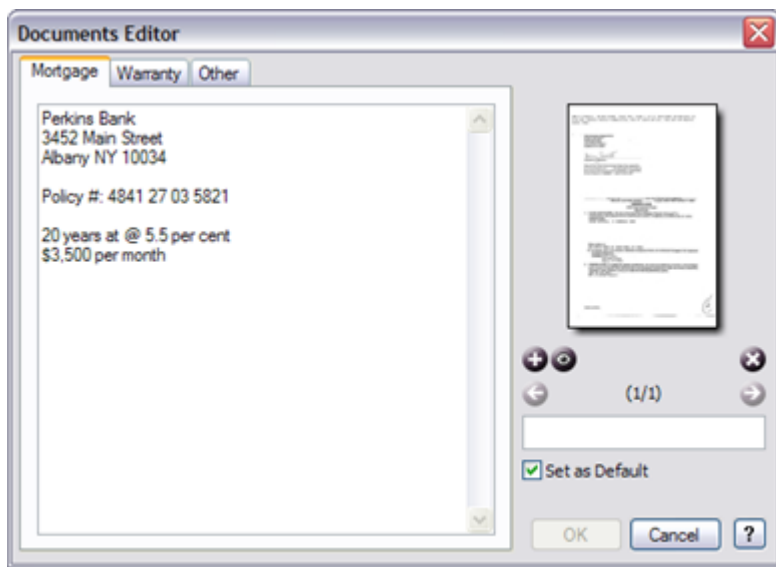 Documents Editor
Mortgage Warranty Other
Perkins Bank
3452 Main Street
Albany NY 10034
Policy #: 4841 27 03 5821
20 years at @ 5.5 per cent
$3,500 per month
(1/1)
Set as Default
OK Cancel ?